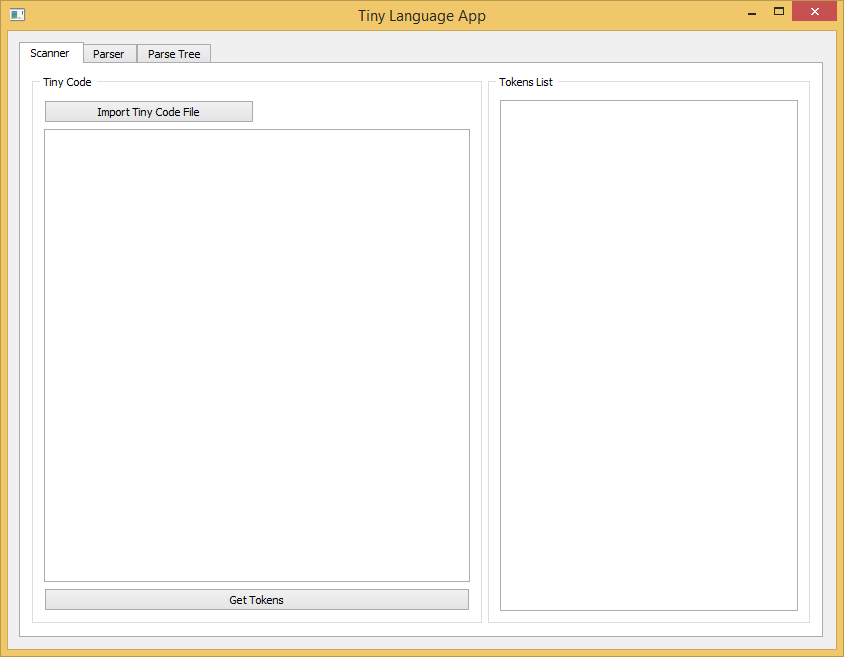 Tiny Language App
Scanner
Parser
Parse Tree
Tiny Code
Tokens List
Import Tiny Code File
Get Tokens